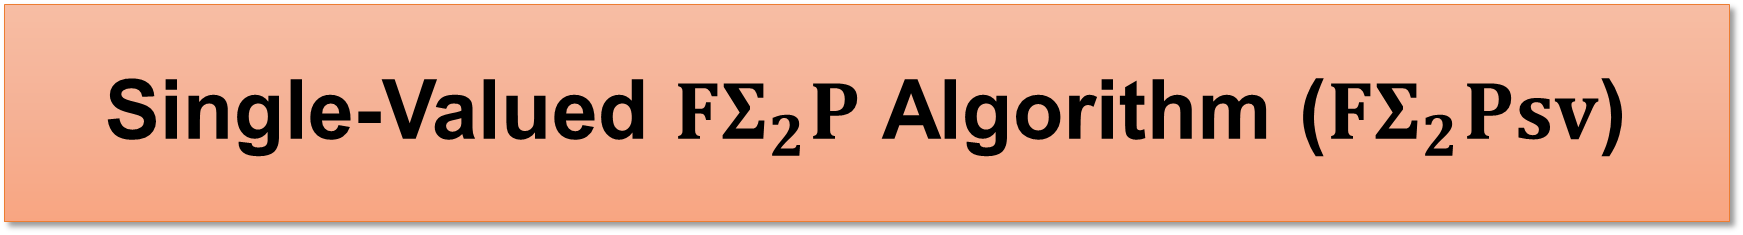 Single-Valued FΣ₂P Algorithm (FΣ₂Psv)